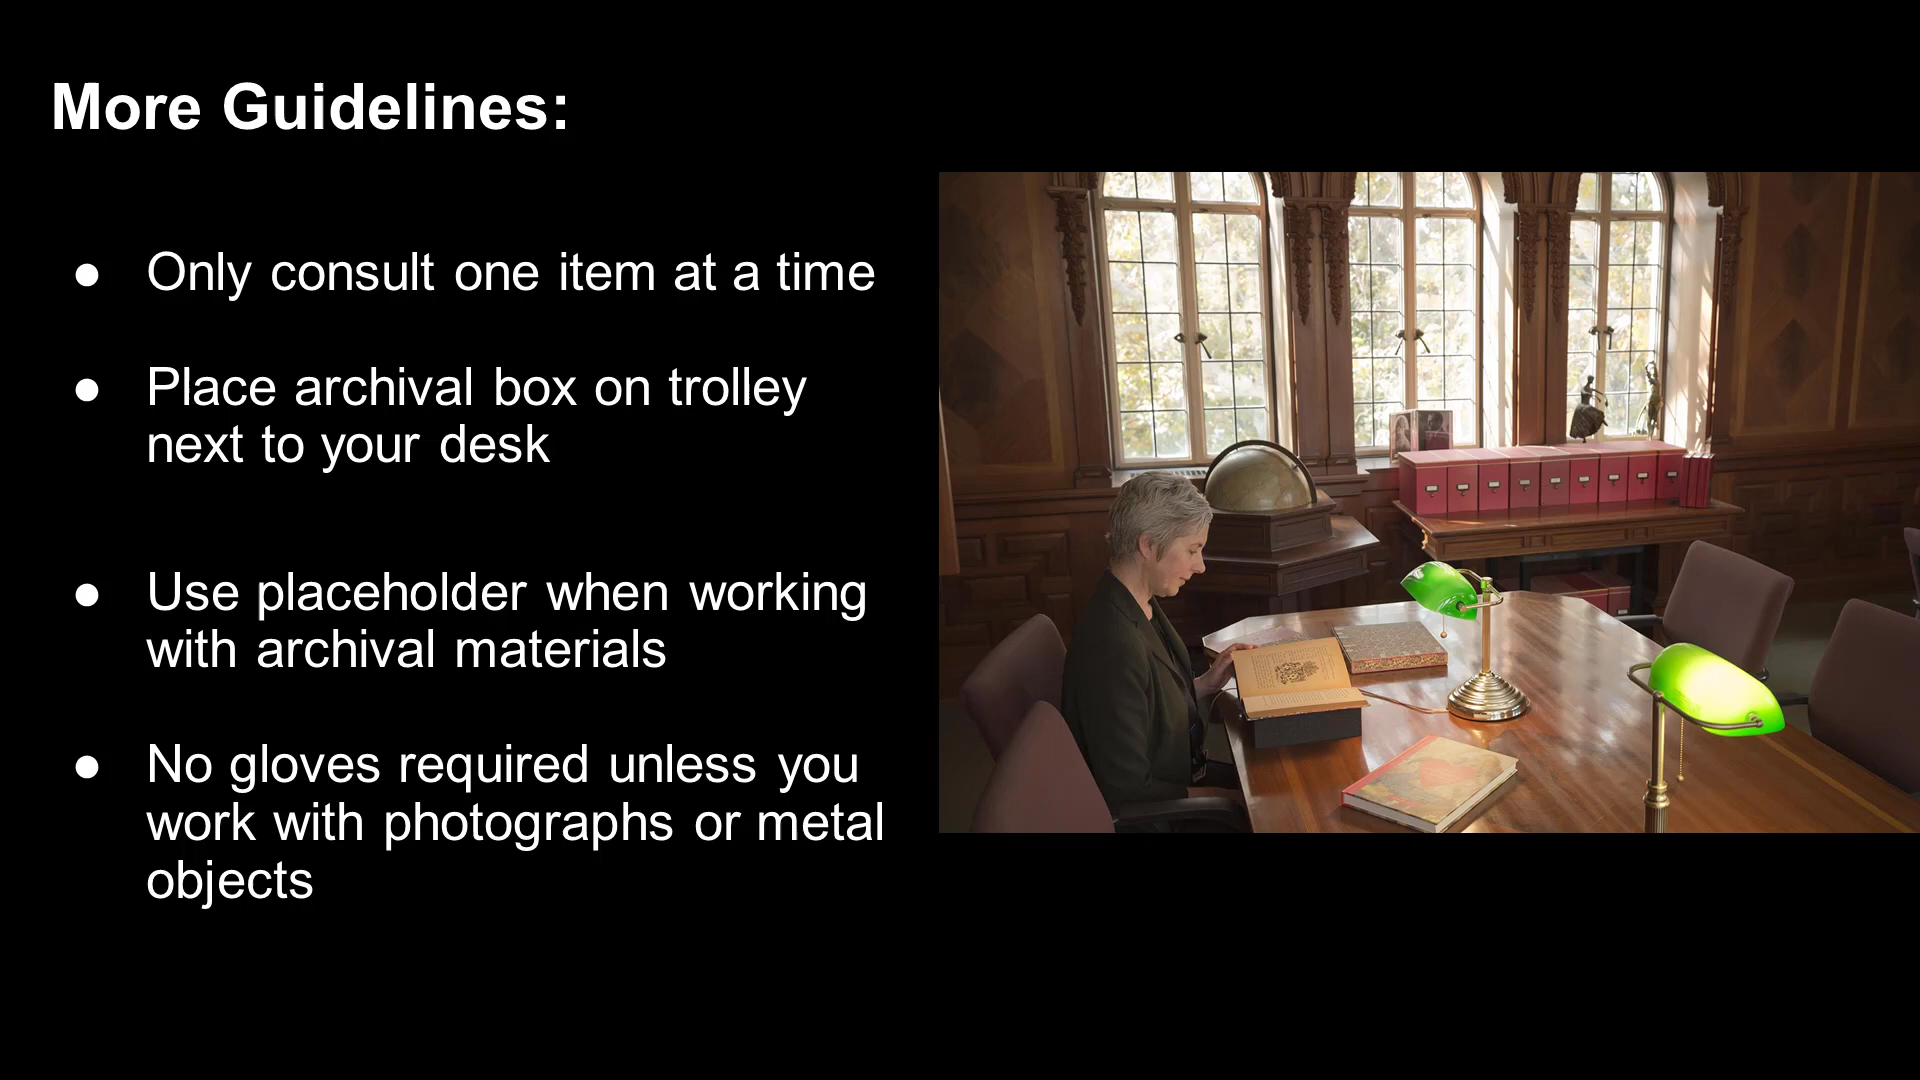 More Guidelines:
● Only consult one item at a time
● Place archival box on trolley
next to your desk
● Use placeholder when working
with archival materials
● No gloves required unless you
work with photographs or metal
objects